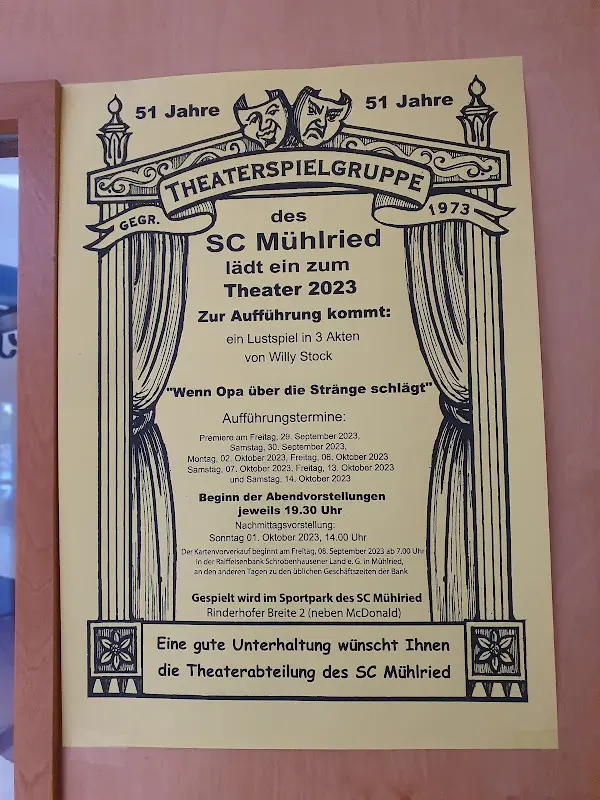 51 Jahre 51 Jahre
THEATERSPIELGRUPPE
GEGR. 1973
des
SC Mühlried
lädt ein zum
Theater 2023
Zur Aufführung kommt:
ein Lustspiel in 3 Akten
von Willy Stock
"Wenn Opa über die Stränge schlägt"
Aufführungstermine:
Premiere am Freitag, 29. September 2023,
Samstag, 30. September 2023,
Montag, 02. Oktober 2023, Freitag, 06. Oktober 2023
Samstag, 07. Oktober 2023, Freitag, 13. Oktober 2023
und Samstag, 14. Oktober 2023
Beginn der Abendvorstellungen
jeweils 19.30 Uhr
Nachmittagsvorstellung:
Sonntag 01. Oktober 2023, 14.00 Uhr
Der Kartenvorverkauf beginnt am Freitag, 08. September 2023 ab 7.00 Uhr
in der Raiffeisenbank Schrobenhausener Land e. G. in Mühlried,
an den anderen Tagen zu den üblichen Geschäftszeiten der Bank
Gespielt wird im Sportpark des SC Mühlried
Rinderhofer Breite 2 (neben McDonald)
Eine gute Unterhaltung wünscht Ihnen
die Theaterabteilung des SC Mühlried